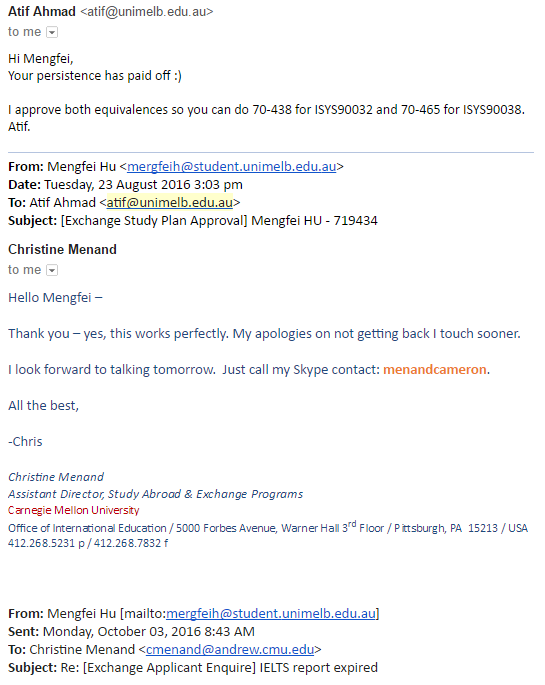 Atif Ahmad <atif@unimelb.edu.au>
to me
Hi Mengfei,
Your persistence has paid off :)
I approve both equivalences so you can do 70-438 for ISYS90032 and 70-465 for ISYS90038.
Atif.
From: Mengfei Hu <mergfeih@student.unimelb.edu.au>
Date: Tuesday, 23 August 2016 3:03 pm
To: Atif Ahmad <atif@unimelb.edu.au>
Subject: [Exchange Study Plan Approval] Mengfei HU - 719434
Christine Menand
to me
Hello Mengfei –
Thank you – yes, this works perfectly. My apologies on not getting back I touch sooner.
I look forward to talking tomorrow.  Just call my Skype contact: menandcameron.
All the best,
-Chris
Christine Menand
Assistant Director, Study Abroad & Exchange Programs
Carnegie Mellon University
Office of International Education / 5000 Forbes Avenue, Warner Hall 3rd Floor / Pittsburgh, PA  15213 / USA
412.268.5231 p / 412.268.7832 f
From: Mengfei Hu [mailto:mergfeih@student.unimelb.edu.au]
Sent: Monday, October 03, 2016 8:43 AM
To: Christine Menand <cmenand@andrew.cmu.edu>
Subject: Re: [Exchange Applicant Enquire] IELTS report expired